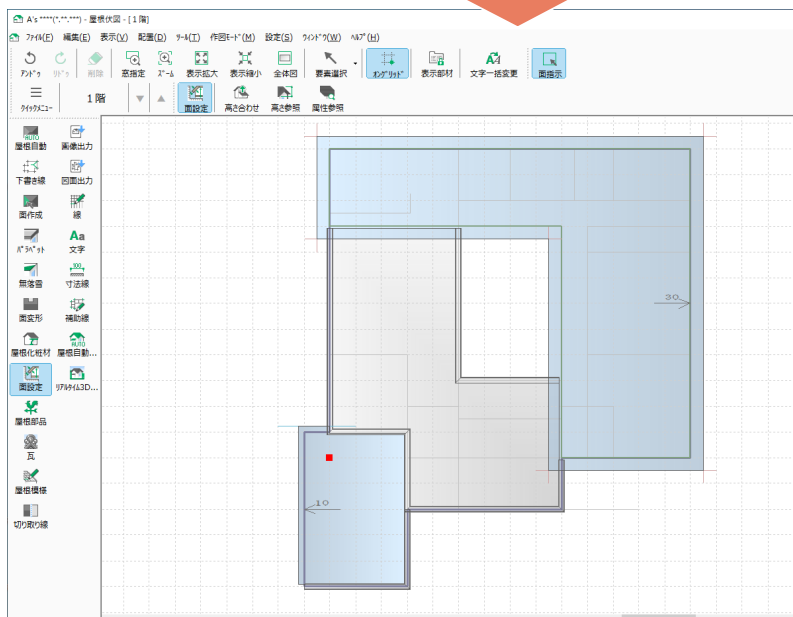 A's ****(*.**.***) - 屋根伏図 - [1 階]
ﾌｧｲﾙ(F) 編集(E) 表示(V) 配置(D) ﾂｰﾙ(T) 作図ﾓｰﾄﾞ(M) 設定(S) ｳｨﾝﾄﾞｳ(W) ﾍﾙﾌﾟ(H)
ｱﾝﾄﾞｩ ﾘﾄﾞｩ 削除 窓指定 ｽﾞｰﾑ 表示拡大 表示縮小 全体図 要素選択 ｵﾝｸﾞﾘｯﾄﾞ 表示部材 文字一括変更 面指示
ｸｲｯｸﾒﾆｭｰ 1 階 面設定 高さ合わせ 高さ参照 属性参照
屋根自動 画像出力
下書き線 図面出力
面作成 線
ﾊﾟﾗﾍﾟｯﾄ 文字
無落雪 寸法線
面変形 補助線
屋根化粧材 屋根自動...
面設定 ﾘｱﾙﾀｲﾑ3D...
屋根部品
瓦
屋根模様
切り取り線
30
10